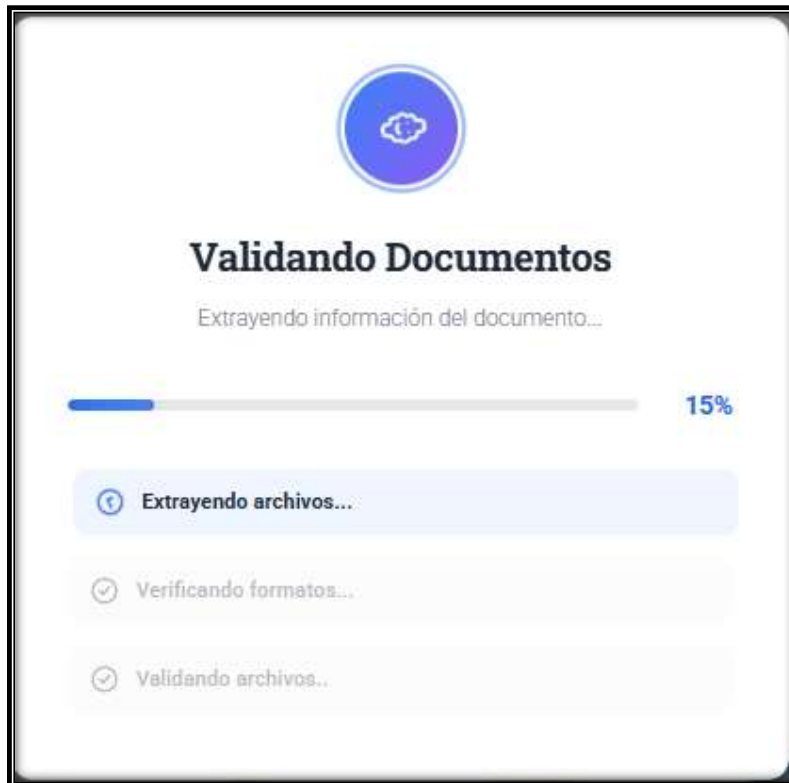 Validando Documentos
Extrayendo información del documento...
15%
Extrayendo archivos...
Verificando formatos...
Validando archivos..